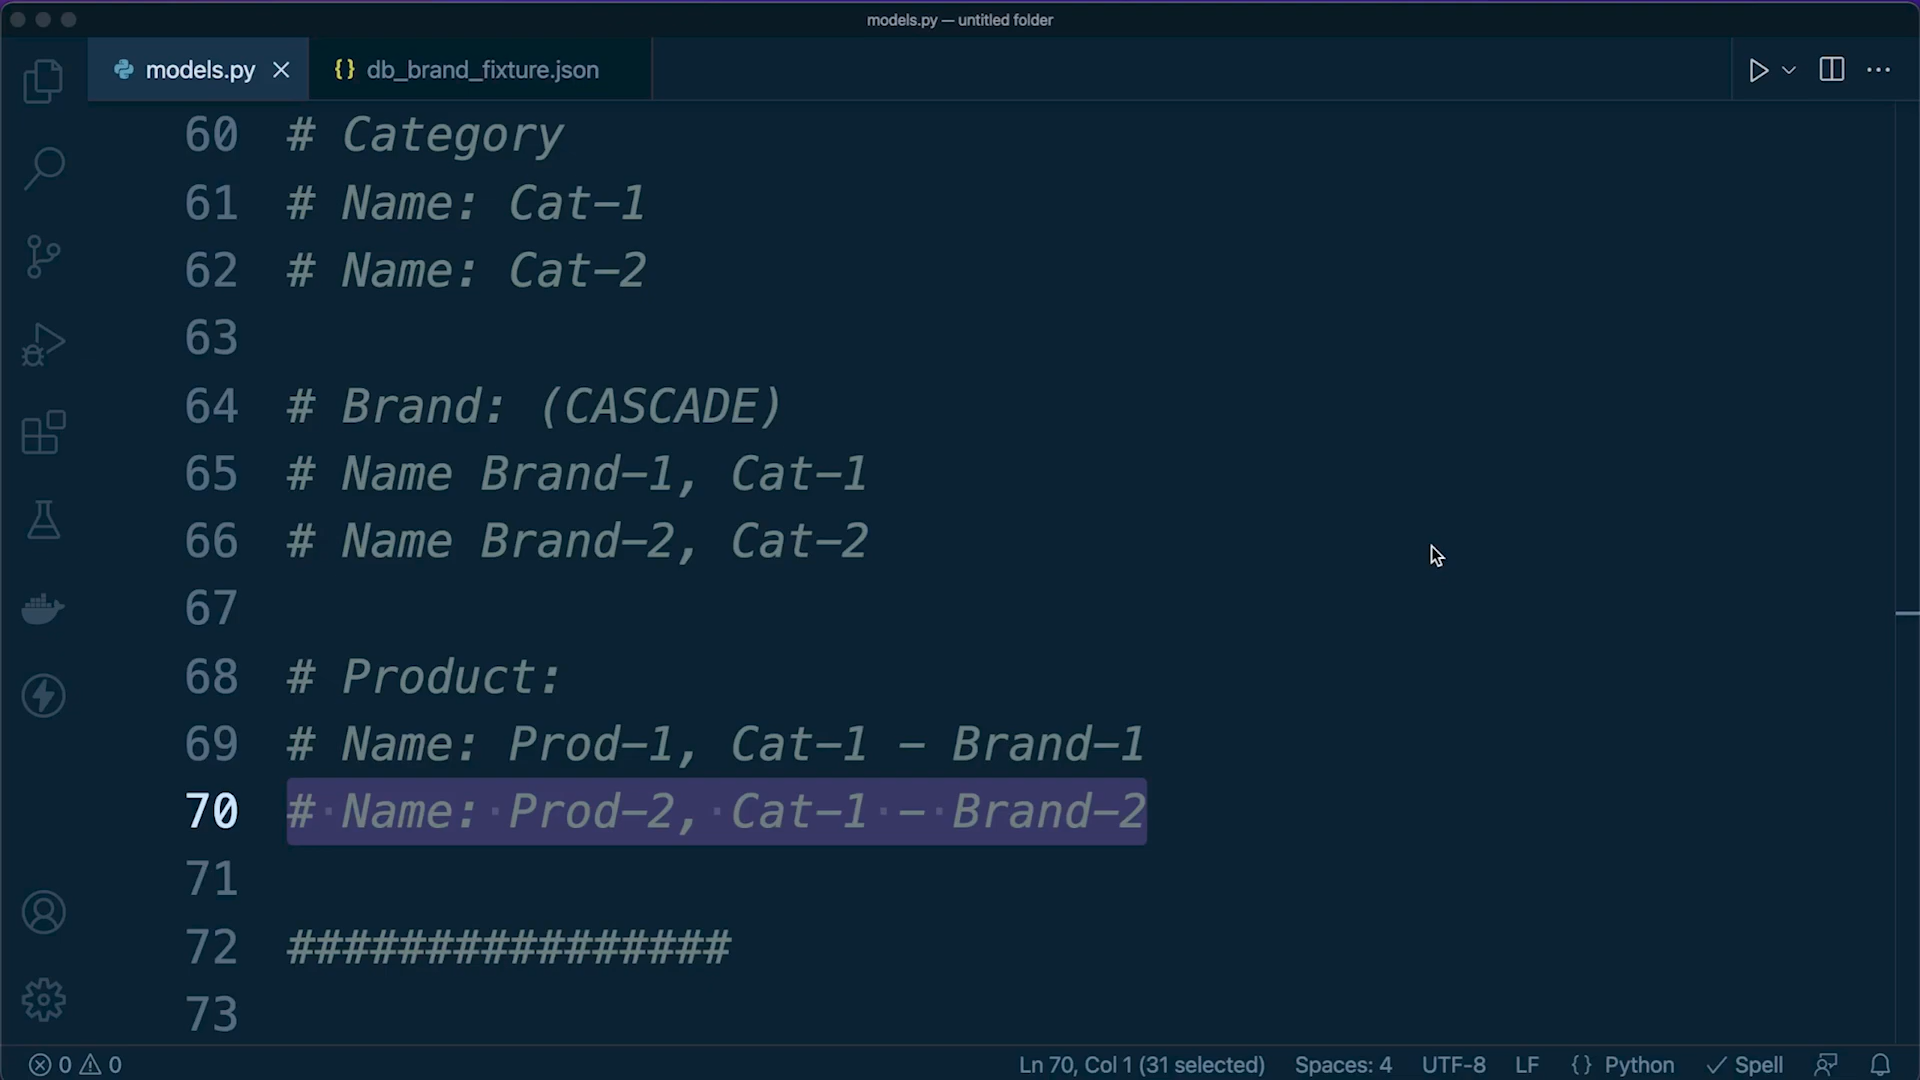 models.py — untitled folder
models.py
{} db_brand_fixture.json
60 # Category
61 # Name: Cat-1
62 # Name: Cat-2
63
64 # Brand: (CASCADE)
65 # Name Brand-1, Cat-1
66 # Name Brand-2, Cat-2
67
68 # Product:
69 # Name: Prod-1, Cat-1 - Brand-1
70 # Name: Prod-2, Cat-1 - Brand-2
71
72 ################
73
0 0 Ln 70, Col 1 (31 selected) Spaces: 4 UTF-8 LF {} Python Spell